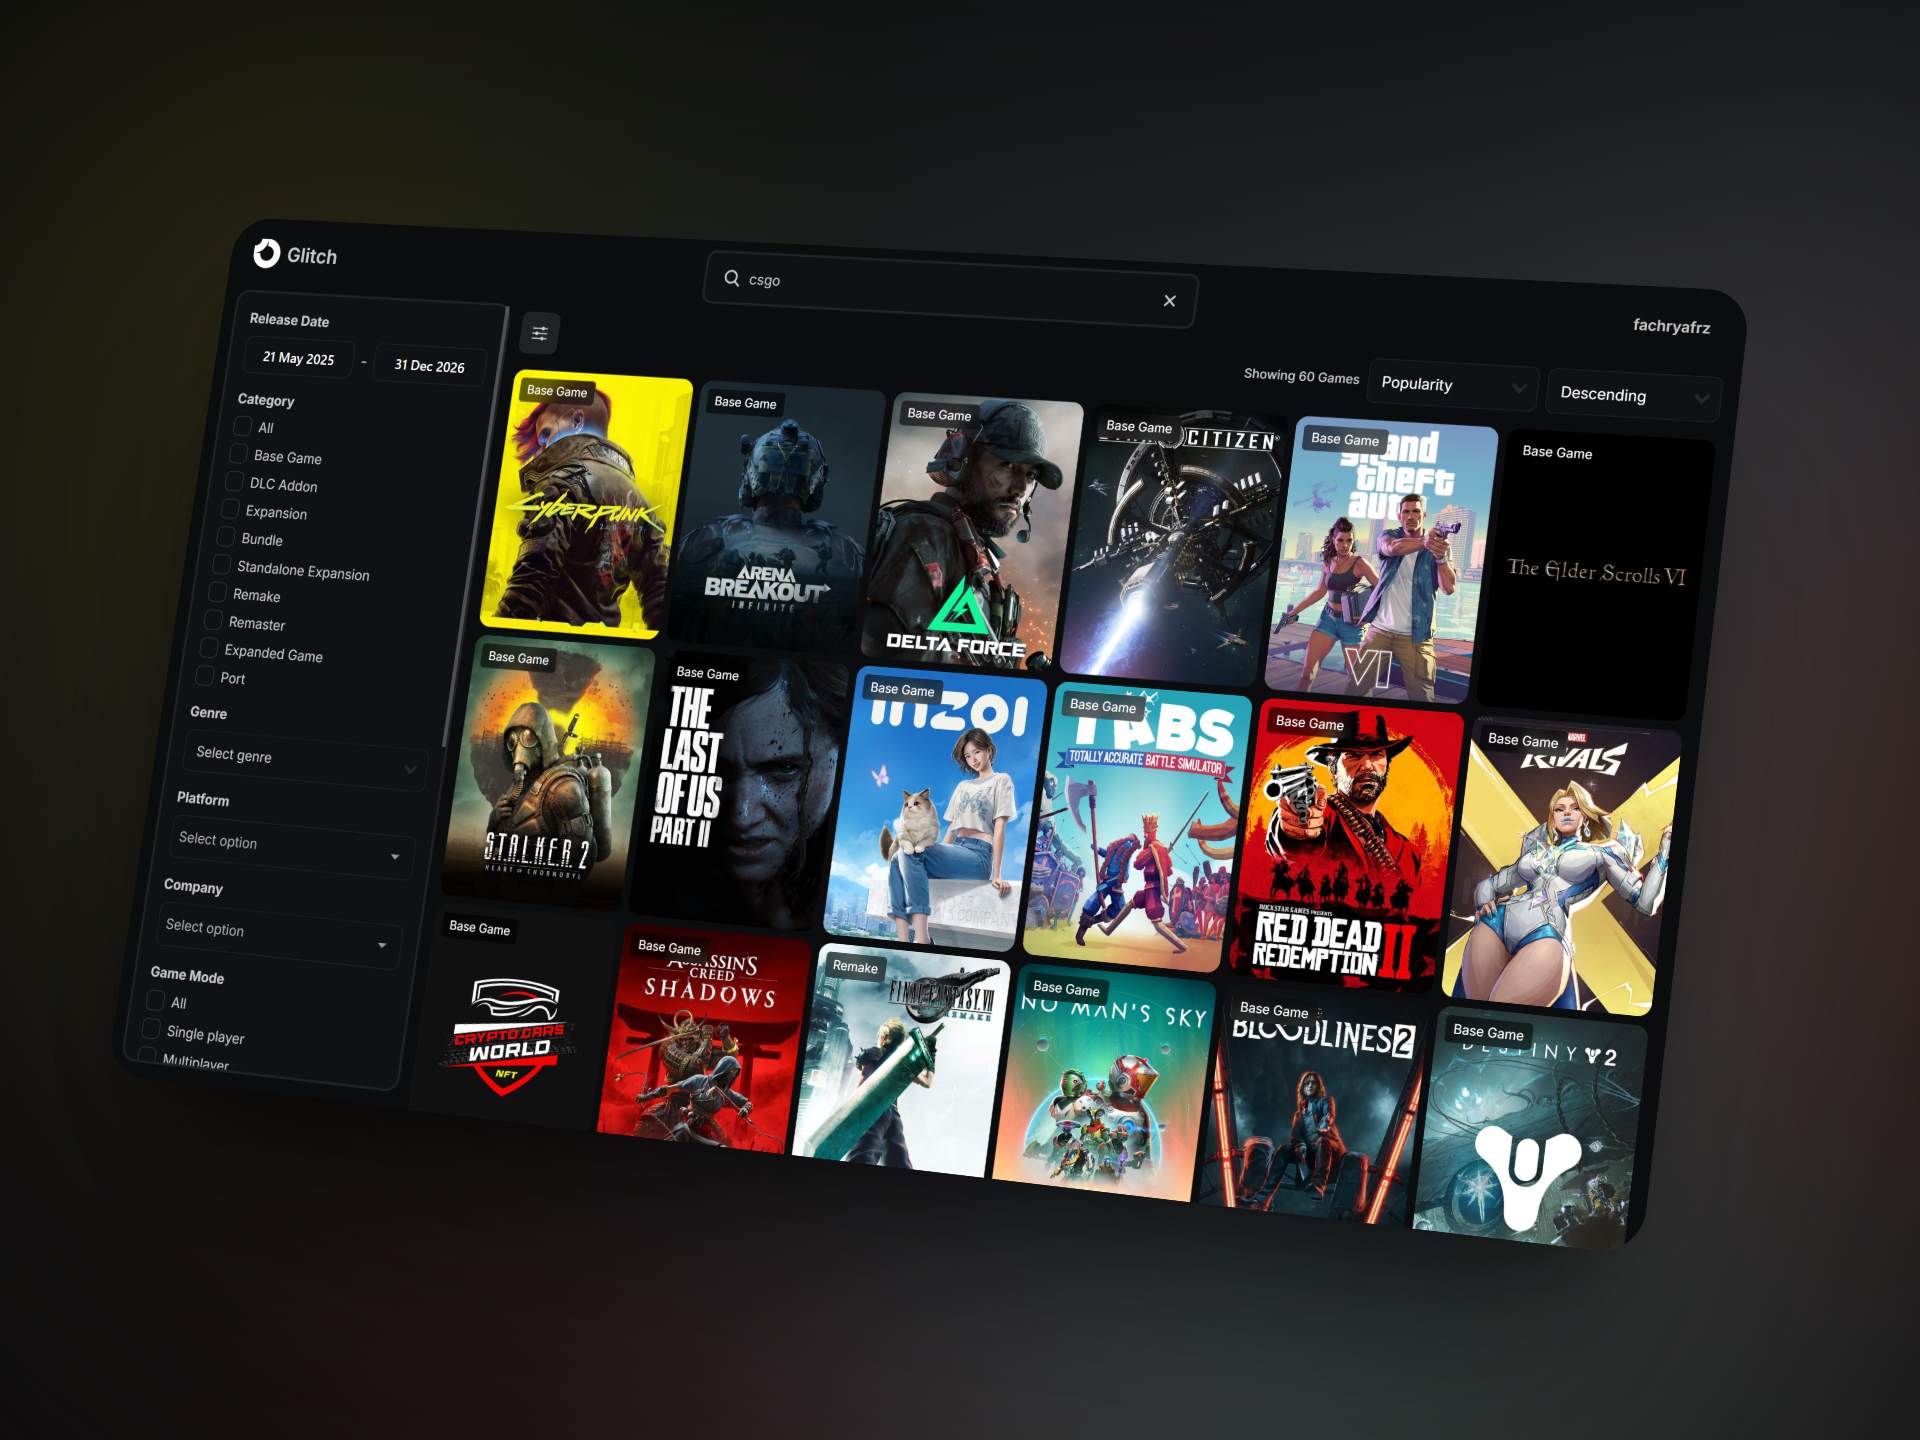 Glitch
csgo
fachryafrz
Release Date
21 May 2025 - 31 Dec 2026
Category
All
Base Game
DLC Addon
Expansion
Bundle
Standalone Expansion
Remake
Remaster
Expanded Game
Port
Genre
Select genre
Platform
Select option
Company
Select option
Game Mode
All
Single player
Multiplayer
Showing 60 Games
Popularity
Descending
Base Game
CYBERPUNK
2077
Base Game
ARENA
BREAKOUT
INFINITE
Base Game
DELTA FORCE
Base Game
CITIZEN
Base Game
grand
theft
auto
VI
Base Game
The Elder Scrolls VI
Base Game
S.T.A.L.K.E.R. 2
HEART OF CHORNOBYL
Base Game
THE
LAST
OF US
PART II
Base Game
inZOI
Base Game
TABS
TOTALLY ACCURATE BATTLE SIMULATOR
Base Game
ROCKSTAR GAMES PRESENTS
RED DEAD
REDEMPTION II
Base Game
MARVEL
RIVALS
Base Game
CRYPTO CARS
WORLD
NFT
Base Game
ASSASSIN'S
CREED
SHADOWS
Remake
FINAL FANTASY VII
REMAKE
Base Game
NO MAN'S SKY
Base Game
BLOODLINES 2
Base Game
DESTINY 2